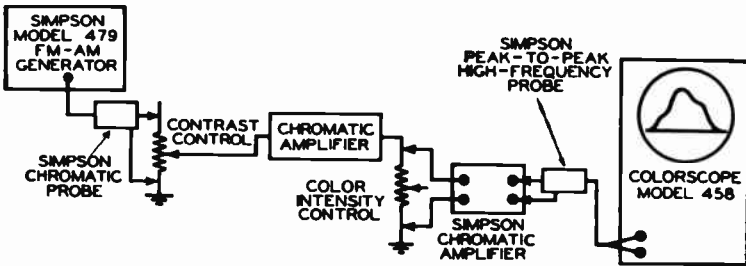 SIMPSON
MODEL 479
FM-AM
GENERATOR
SIMPSON
CHROMATIC
PROBE
CONTRAST
CONTROL
CHROMATIC
AMPLIFIER
COLOR
INTENSITY
CONTROL
SIMPSON
CHROMATIC
AMPLIFIER
SIMPSON
PEAK-TO-PEAK
HIGH-FREQUENCY
PROBE
COLORSCOPE
MODEL 458